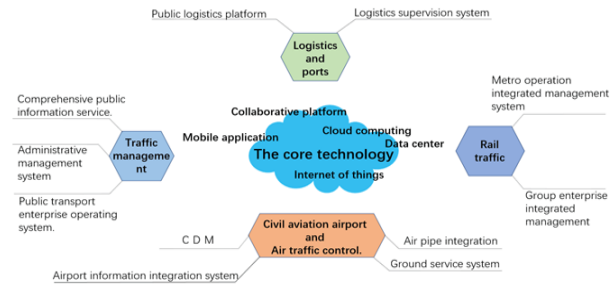 Public logistics platform
Logistics supervision system
Logistics
and
ports
Metro operation
integrated management
system
Comprehensive public
information service.
Collaborative platform
Cloud computing
Mobile application
Data center
Traffic
manageme
nt
Rail
traffic
The core technology
Administrative
management
system
Internet of things
Public transport
enterprise operating
system.
Group enterprise
integrated
management
Civil aviation airport
and
Air traffic control.
C D M
Air pipe integration
Airport information integration system
Ground service system